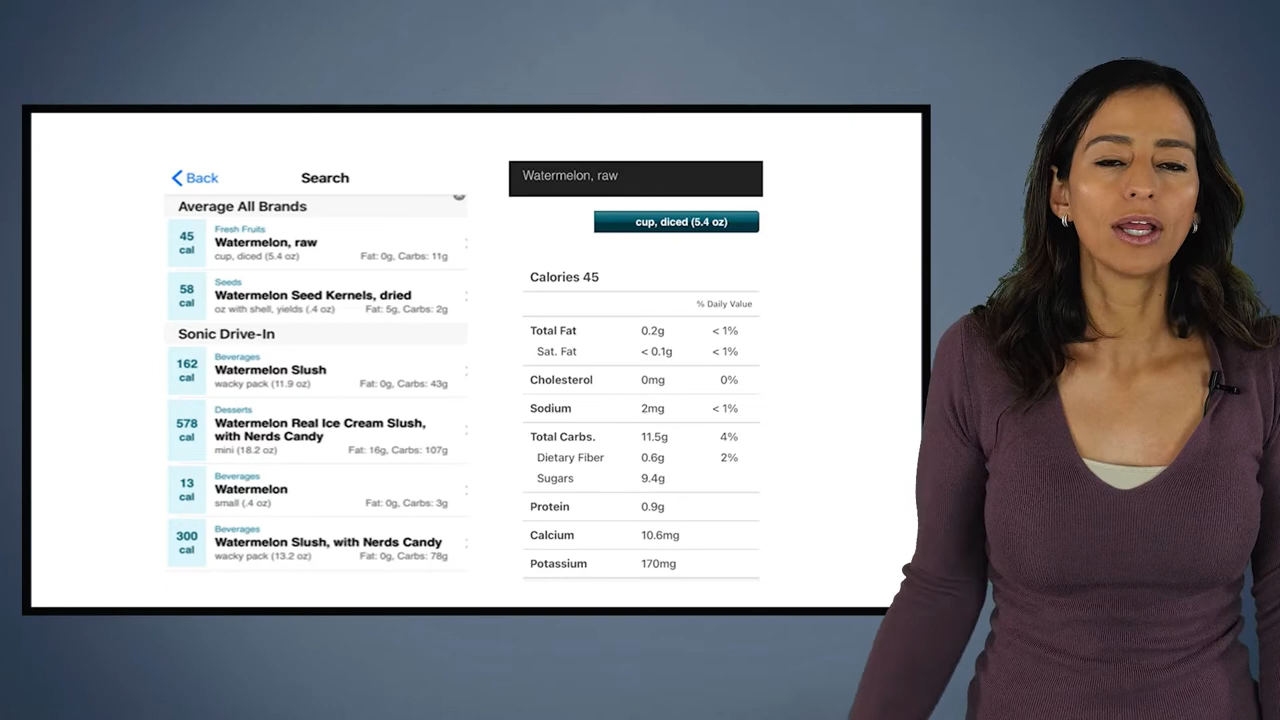 Back
Search
Average All Brands
45 cal
Fresh Fruits
Watermelon, raw
cup, diced (5.4 oz) Fat: 0g, Carbs: 11g
58 cal
Seeds
Watermelon Seed Kernels, dried
oz with shell, yields (.4 oz) Fat: 5g, Carbs: 2g
Sonic Drive-In
162 cal
Beverages
Watermelon Slush
wacky pack (11.9 oz) Fat: 0g, Carbs: 43g
578 cal
Desserts
Watermelon Real Ice Cream Slush,
with Nerds Candy
mini (18.2 oz) Fat: 16g, Carbs: 107g
13 cal
Beverages
Watermelon
small (.4 oz) Fat: 0g, Carbs: 3g
300 cal
Beverages
Watermelon Slush, with Nerds Candy
wacky pack (13.2 oz) Fat: 0g, Carbs: 78g
Watermelon, raw
cup, diced (5.4 oz)
Calories 45
% Daily Value
Total Fat 0.2g < 1%
Sat. Fat < 0.1g < 1%
Cholesterol 0mg 0%
Sodium 2mg < 1%
Total Carbs. 11.5g 4%
Dietary Fiber 0.6g 2%
Sugars 9.4g
Protein 0.9g
Calcium 10.6mg
Potassium 170mg